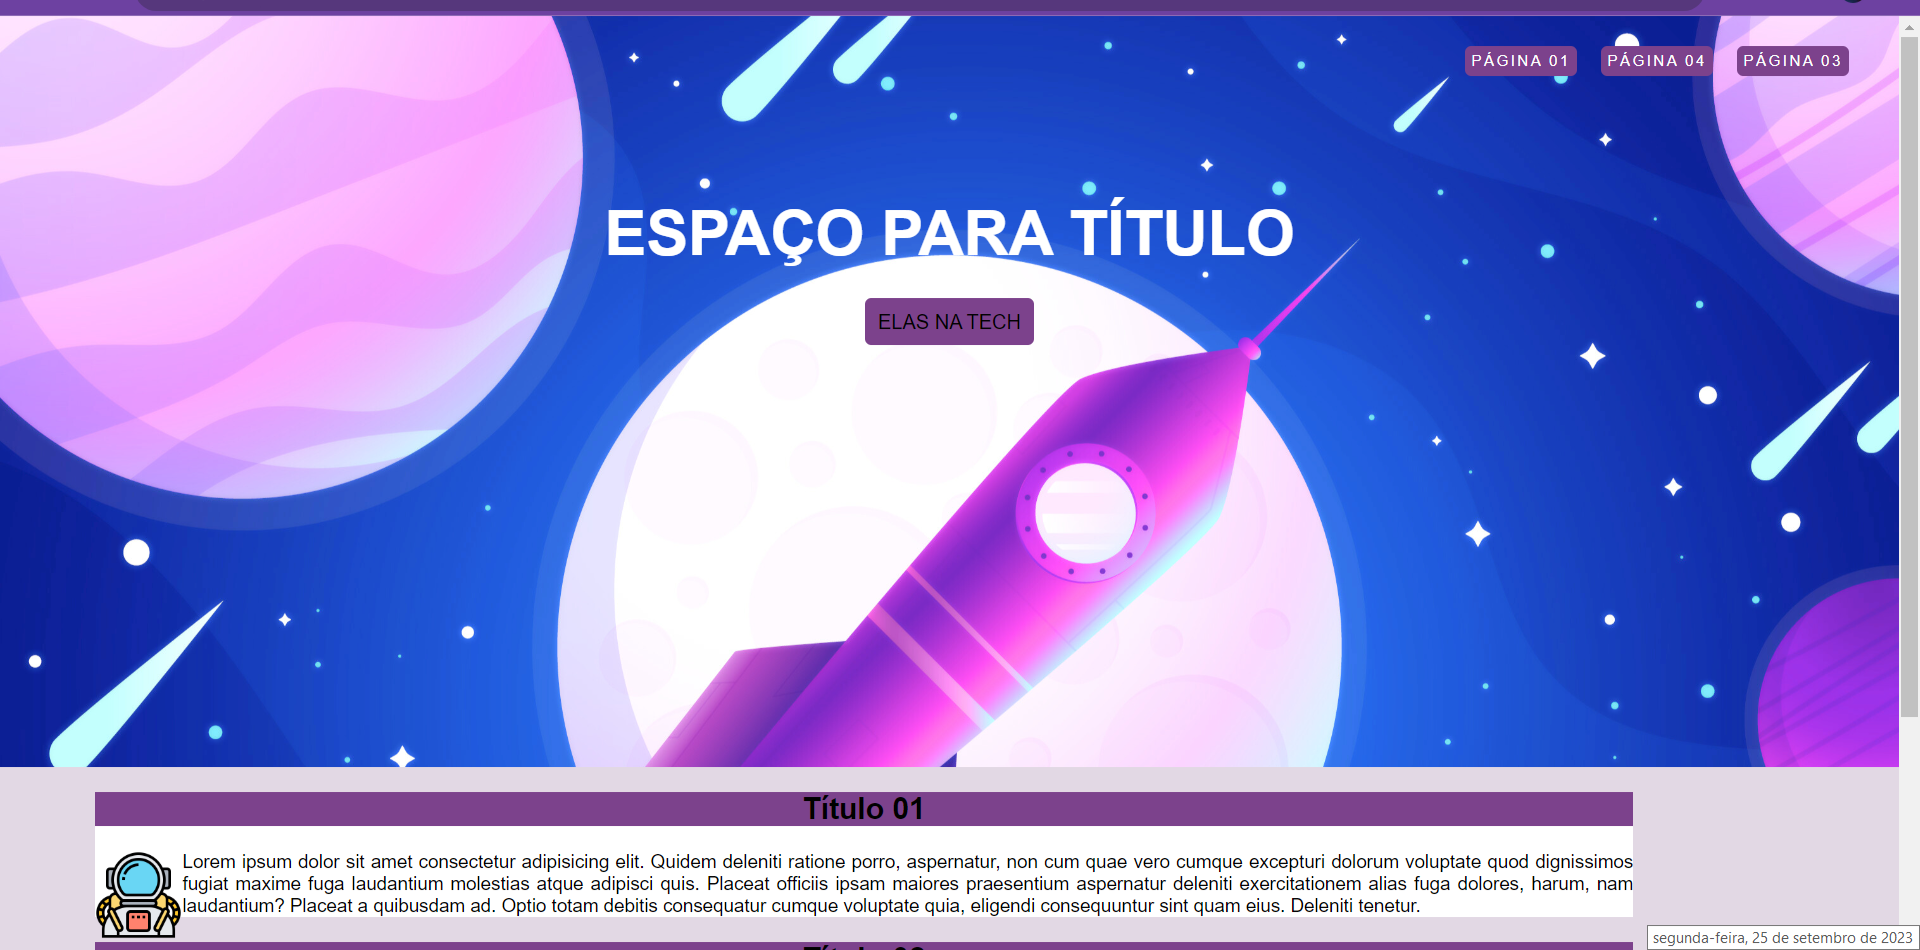 PÁGINA 01 PÁGINA 04 PÁGINA 03
ESPAÇO PARA TÍTULO
ELAS NA TECH
Título 01
Lorem ipsum dolor sit amet consectetur adipisicing elit. Quidem deleniti ratione porro, aspernatur, non cum quae vero cumque excepturi dolorum voluptate quod dignissimos
fugiat maxime fuga laudantium molestias atque adipisci quis. Placeat officiis ipsam maiores praesentium aspernatur deleniti exercitationem alias fuga dolores, harum, nam
laudantium? Placeat a quibusdam ad. Optio totam debitis consequatur cumque voluptate quia, eligendi consequuntur sint quam eius. Deleniti tenetur.
segunda-feira, 25 de setembro de 2023